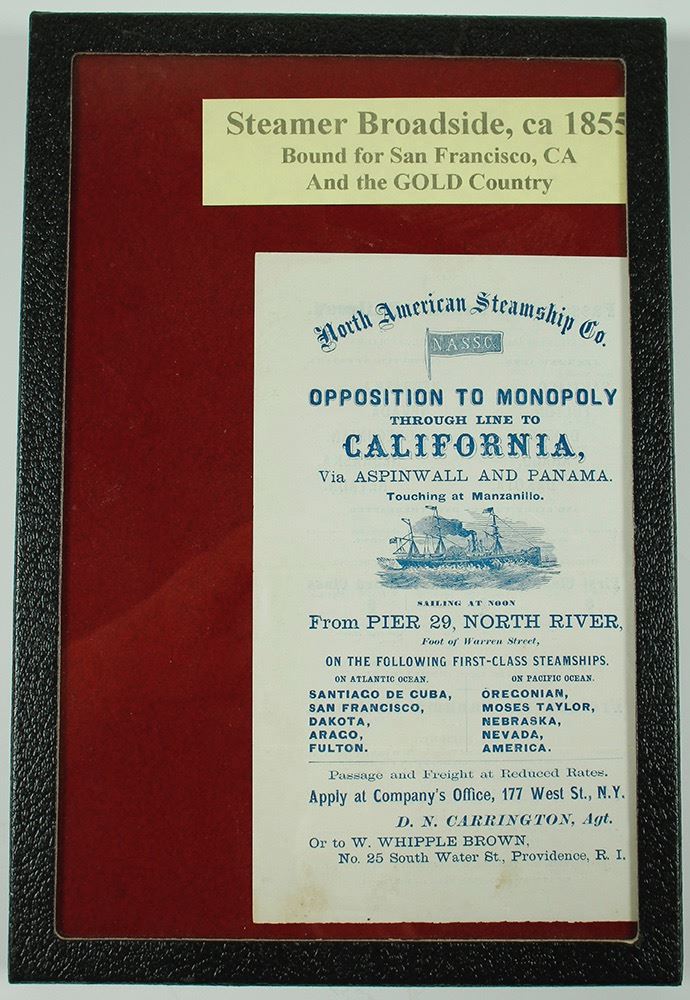 Steamer Broadside, ca 1855
Bound for San Francisco, CA
And the GOLD Country
North American Steamship Co.
N.A.S.S.C.
OPPOSITION TO MONOPOLY
THROUGH LINE TO
CALIFORNIA,
Via ASPINWALL AND PANAMA.
Touching at Manzanillo.
SAILING AT NOON
From PIER 29, NORTH RIVER,
Foot of Warren Street,
ON THE FOLLOWING FIRST-CLASS STEAMSHIPS.
ON ATLANTIC OCEAN.
SANTIAGO DE CUBA,
SAN FRANCISCO,
DAKOTA,
ARAGO,
FULTON.
ON PACIFIC OCEAN.
OREGONIAN,
MOSES TAYLOR,
NEBRASKA,
NEVADA,
AMERICA.
Passage and Freight at Reduced Rates.
Apply at Company's Office, 177 West St., N.Y.
D. N. CARRINGTON, Agt.
Or to W. WHIPPLE BROWN,
No. 25 South Water St., Providence, R. I.